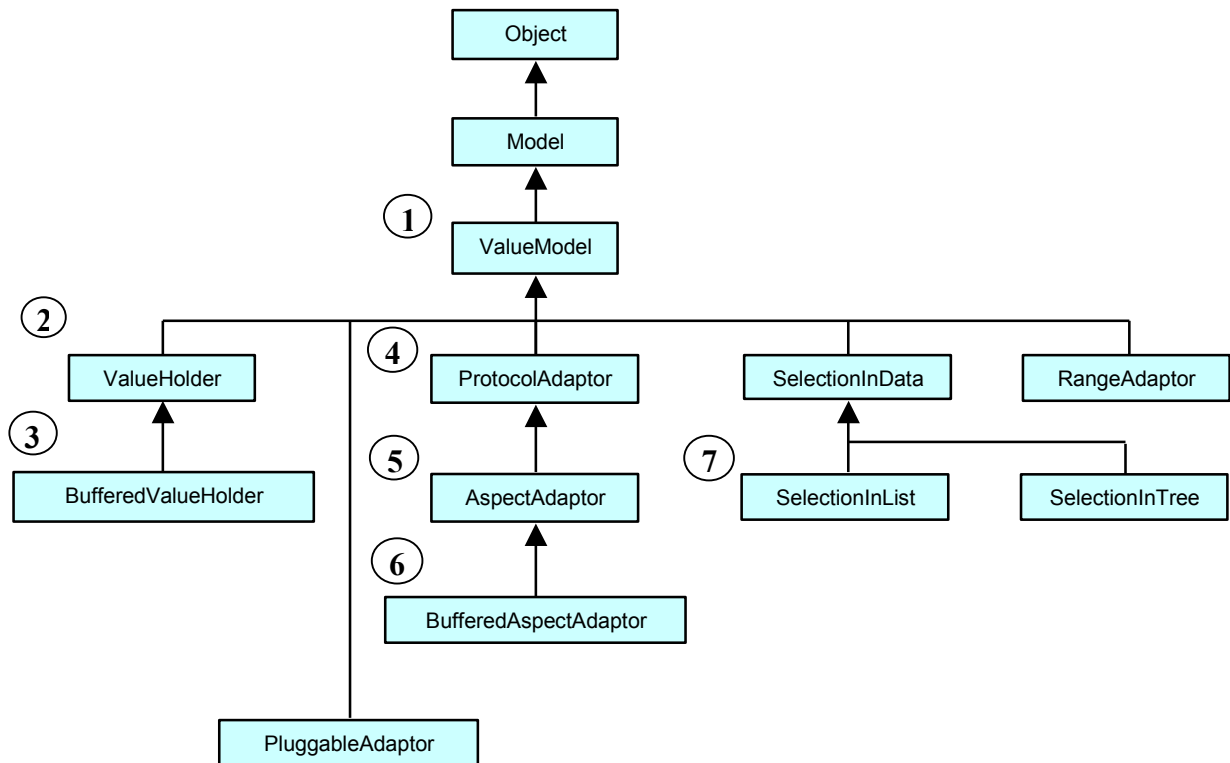 Object
Model
1
ValueModel
2
4
ValueHolder
ProtocolAdaptor
SelectionInData
RangeAdaptor
3
5
7
BufferedValueHolder
AspectAdaptor
SelectionInList
SelectionInTree
6
BufferedAspectAdaptor
PluggableAdaptor